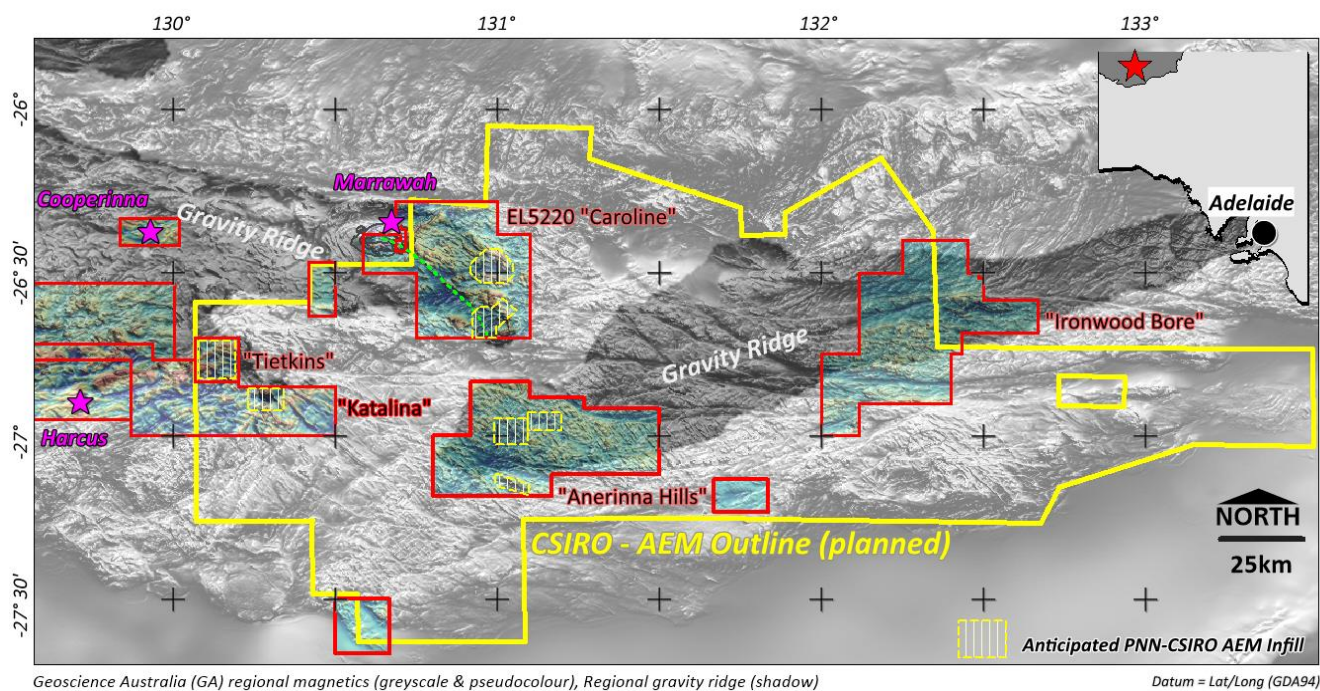 130°
131°
132°
133°
-26°
-26° 30'
-27°
-27° 30'
Cooperinna
Marrawah
Gravity Ridge
EL5220 "Caroline"
Adelaide
"Ironwood Bore"
Gravity Ridge
"Tietkins"
"Katalina"
Harcus
"Anerinna Hills"
CSIRO - AEM Outline (planned)
NORTH
25km
Anticipated PNN-CSIRO AEM Infill
Geoscience Australia (GA) regional magnetics (greyscale & pseudocolour), Regional gravity ridge (shadow)
Datum = Lat/Long (GDA94)